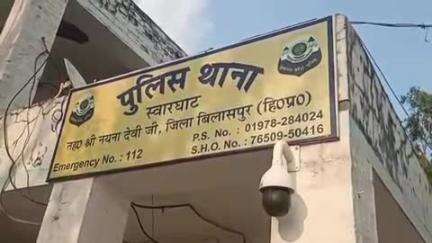 पुलिस थाना
स्वारघाट
तह० श्री नयना देवी जी, जिला बिलासपुर (हि०प्र०)
P.S. No. : 01978-284024
Emergency No. : 112
S.H.O. No. : 76509-50416